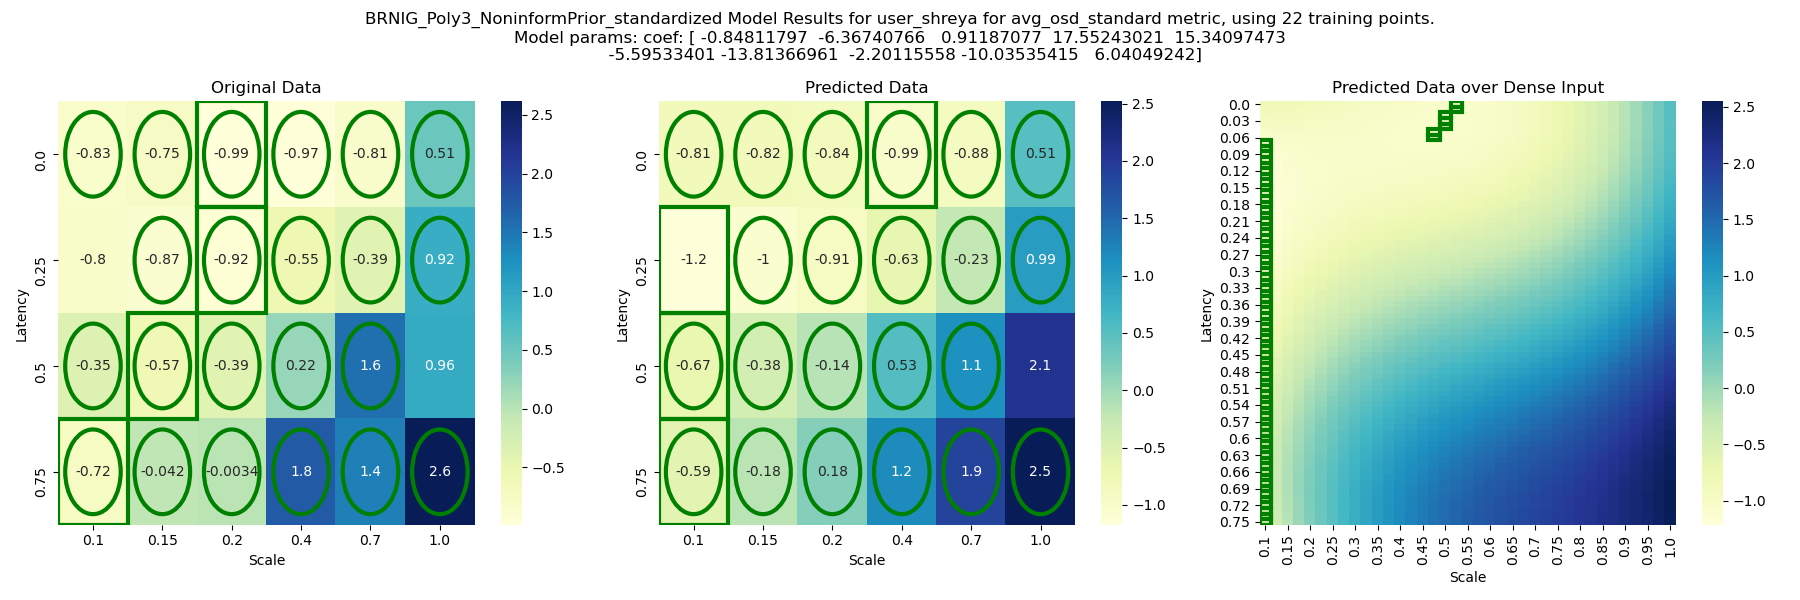 BRNIG_Poly3_NoninformPrior_standardized Model Results for user_shreya for avg_osd_standard metric, using 22 training points.
Model params: coef: [ -0.84811797  -6.36740766   0.91187077  17.55243021  15.34097473
-5.59533401 -13.81366961  -2.20115558 -10.03535415   6.04049242]
Original Data
Latency
0.0 -0.83 -0.75 -0.99 -0.97 -0.81 0.51
0.25 -0.8 -0.87 -0.92 -0.55 -0.39 0.92
0.5 -0.35 -0.57 -0.39 0.22 1.6 0.96
0.75 -0.72 -0.042 -0.0034 1.8 1.4 2.6
0.1 0.15 0.2 0.4 0.7 1.0
Scale
2.5
2.0
1.5
1.0
0.5
0.0
−0.5
Predicted Data
Latency
0.0 -0.81 -0.82 -0.84 -0.99 -0.88 0.51
0.25 -1.2 -1 -0.91 -0.63 -0.23 0.99
0.5 -0.67 -0.38 -0.14 0.53 1.1 2.1
0.75 -0.59 -0.18 0.18 1.2 1.9 2.5
0.1 0.15 0.2 0.4 0.7 1.0
Scale
2.5
2.0
1.5
1.0
0.5
0.0
−0.5
−1.0
Predicted Data over Dense Input
Latency
0.0
0.03
0.06
0.09
0.12
0.15
0.18
0.21
0.24
0.27
0.3
0.33
0.36
0.39
0.42
0.45
0.48
0.51
0.54
0.57
0.6
0.63
0.66
0.69
0.72
0.75
0.1 0.15 0.2 0.25 0.3 0.35 0.4 0.45 0.5 0.55 0.6 0.65 0.7 0.75 0.8 0.85 0.9 0.95 1.0
Scale
2.5
2.0
1.5
1.0
0.5
0.0
−0.5
−1.0